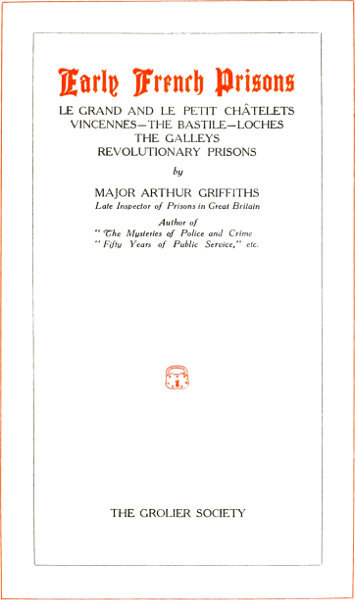 Early French Prisons
LE GRAND AND LE PETIT CHÂTELETS
VINCENNES—THE BASTILE—LOCHES
THE GALLEYS
REVOLUTIONARY PRISONS
by
MAJOR ARTHUR GRIFFITHS
Late Inspector of Prisons in Great Britain
Author of
"The Mysteries of Police and Crime
"Fifty Years of Public Service," etc.
THE GROLIER SOCIETY